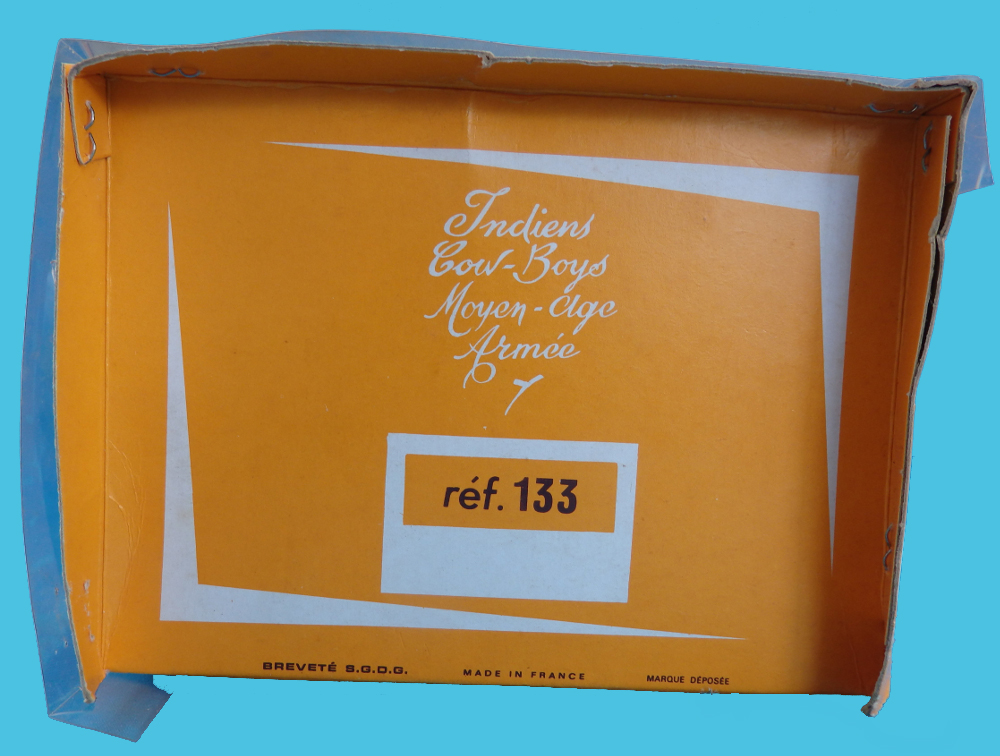 Indiens
Cow-Boys
Moyen-Age
Armée
réf. 133
BREVETÉ S.G.D.G. MADE IN FRANCE MARQUE DÉPOSÉE